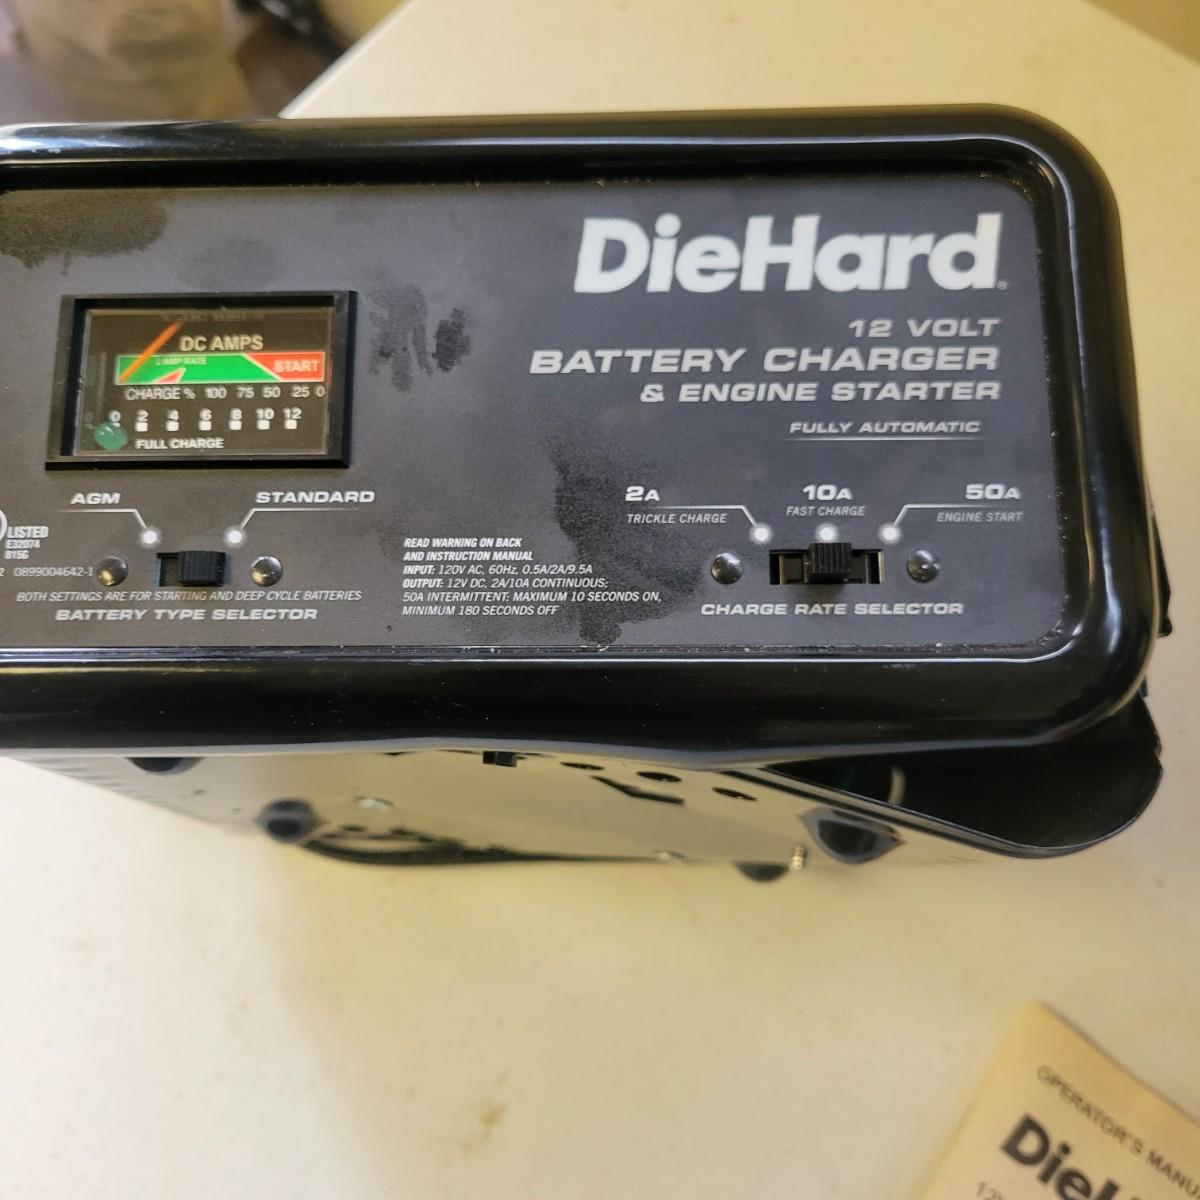 DieHard
12 VOLT
BATTERY CHARGER
& ENGINE STARTER
FULLY AUTOMATIC
DC AMPS
2 AMP RATE
START
CHARGE % 100 75 50 25 0
0 2 4 6 8 10 12
FULL CHARGE
AGM STANDARD
LISTED
E32074
815G
2 0899004642-1
BOTH SETTINGS ARE FOR STARTING AND DEEP CYCLE BATTERIES
BATTERY TYPE SELECTOR
READ WARNING ON BACK
AND INSTRUCTION MANUAL
INPUT: 120V AC, 60Hz, 0.5A/2A/9.5A
OUTPUT: 12V DC, 2A/10A CONTINUOUS;
50A INTERMITTENT: MAXIMUM 10 SECONDS ON,
MINIMUM 180 SECONDS OFF
2A 10A 50A
TRICKLE CHARGE FAST CHARGE ENGINE START
CHARGE RATE SELECTOR
OPERATOR'S MANU
DieH